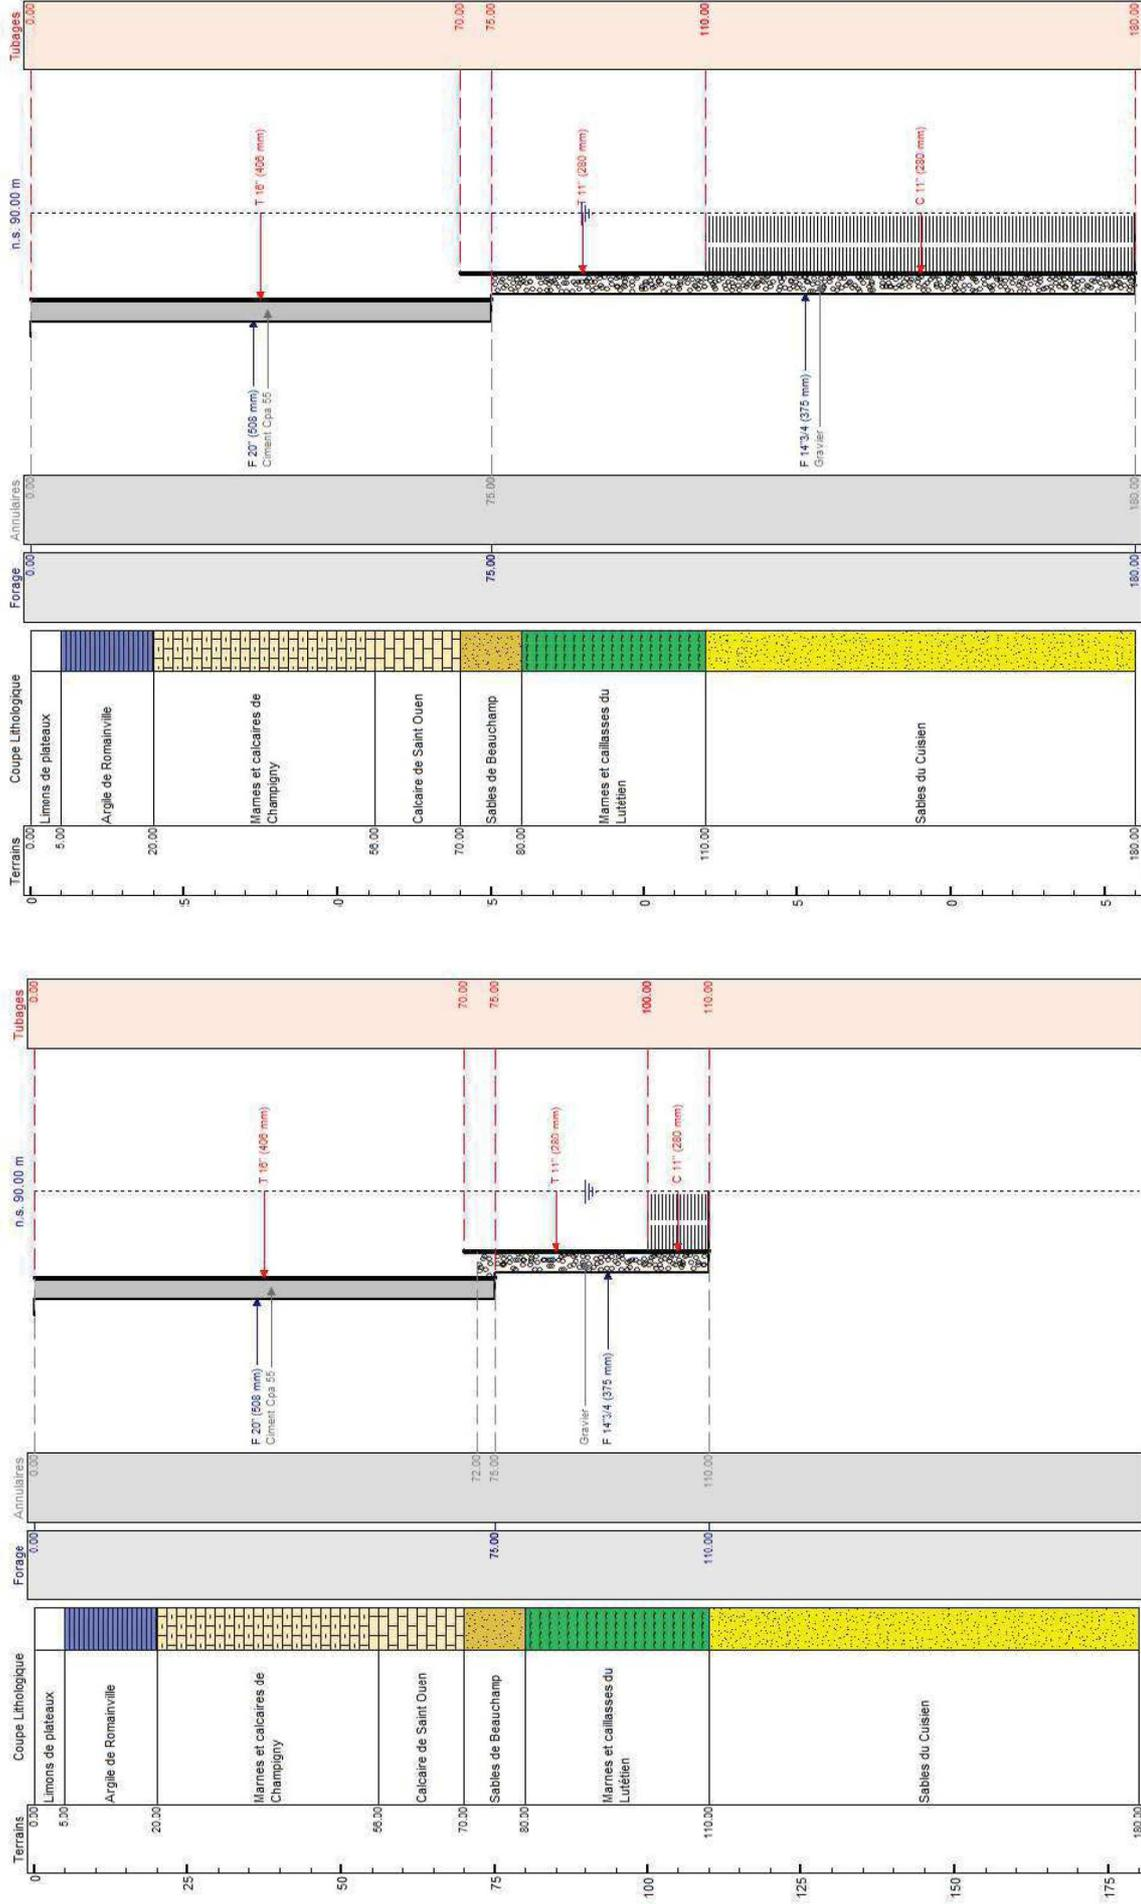 n.s. 90.00 m
Terrains
Coupe Lithologique
Forage
Annulaires
Tubages
0.00
5.00
20.00
56.00
70.00
80.00
110.00
180.00
Limons de plateaux
Argile de Romainville
Marnes et calcaires de
Champigny
Calcaire de Saint Ouen
Sables de Beauchamp
Marnes et caillasses du
Lutétien
Sables du Cuisien
0
25
50
75
100
125
150
175
0.00
75.00
110.00
0.00
72.00
75.00
110.00
F 20" (508 mm)
Ciment Cpa 55
Gravier
F 14"3/4 (375 mm)
T 16" (406 mm)
T 11" (280 mm)
C 11" (280 mm)
0.00
70.00
75.00
100.00
110.00
n.s. 90.00 m
Terrains
Coupe Lithologique
Forage
Annulaires
Tubages
0.00
5.00
20.00
56.00
70.00
80.00
110.00
180.00
Limons de plateaux
Argile de Romainville
Marnes et calcaires de
Champigny
Calcaire de Saint Ouen
Sables de Beauchamp
Marnes et caillasses du
Lutétien
Sables du Cuisien
0
5
0
5
0
5
0
5
0.00
75.00
180.00
0.00
75.00
180.00
F 20" (508 mm)
Ciment Cpa 55
F 14"3/4 (375 mm)
Gravier
T 16" (406 mm)
T 11" (280 mm)
C 11" (280 mm)
0.00
70.00
75.00
110.00
180.00